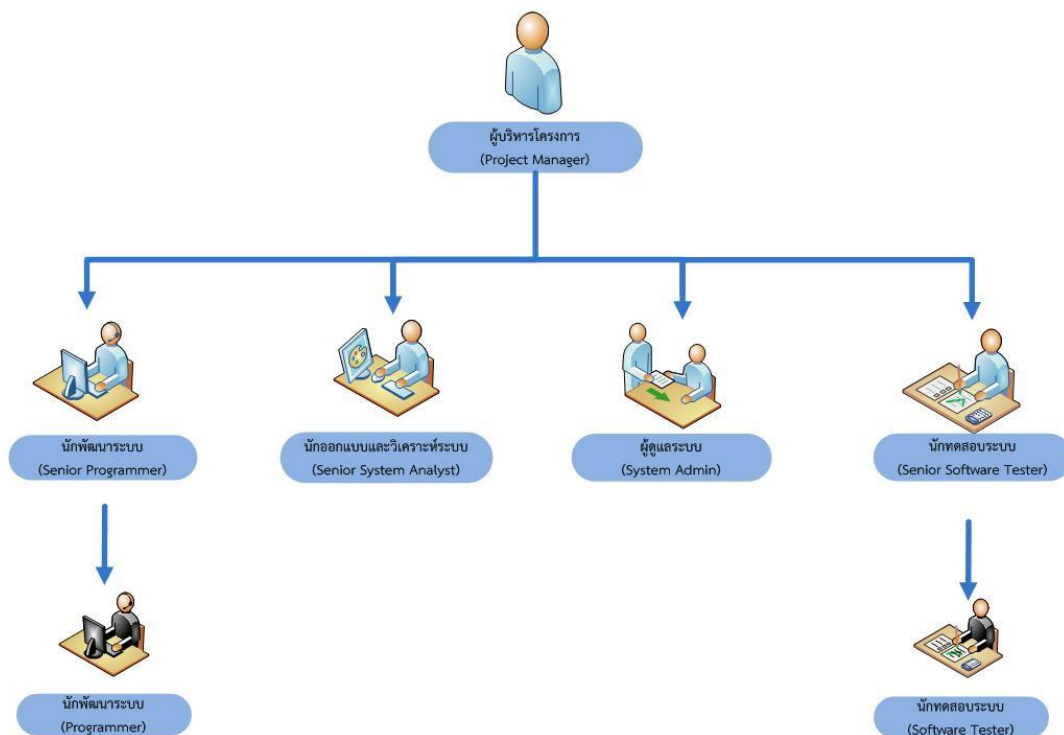 ผู้บริหารโครงการ
(Project Manager)
นักพัฒนาระบบ
(Senior Programmer)
นักออกแบบและวิเคราะห์ระบบ
(Senior System Analyst)
ผู้ดูแลระบบ
(System Admin)
นักทดสอบระบบ
(Senior Software Tester)
นักพัฒนาระบบ
(Programmer)
นักทดสอบระบบ
(Software Tester)